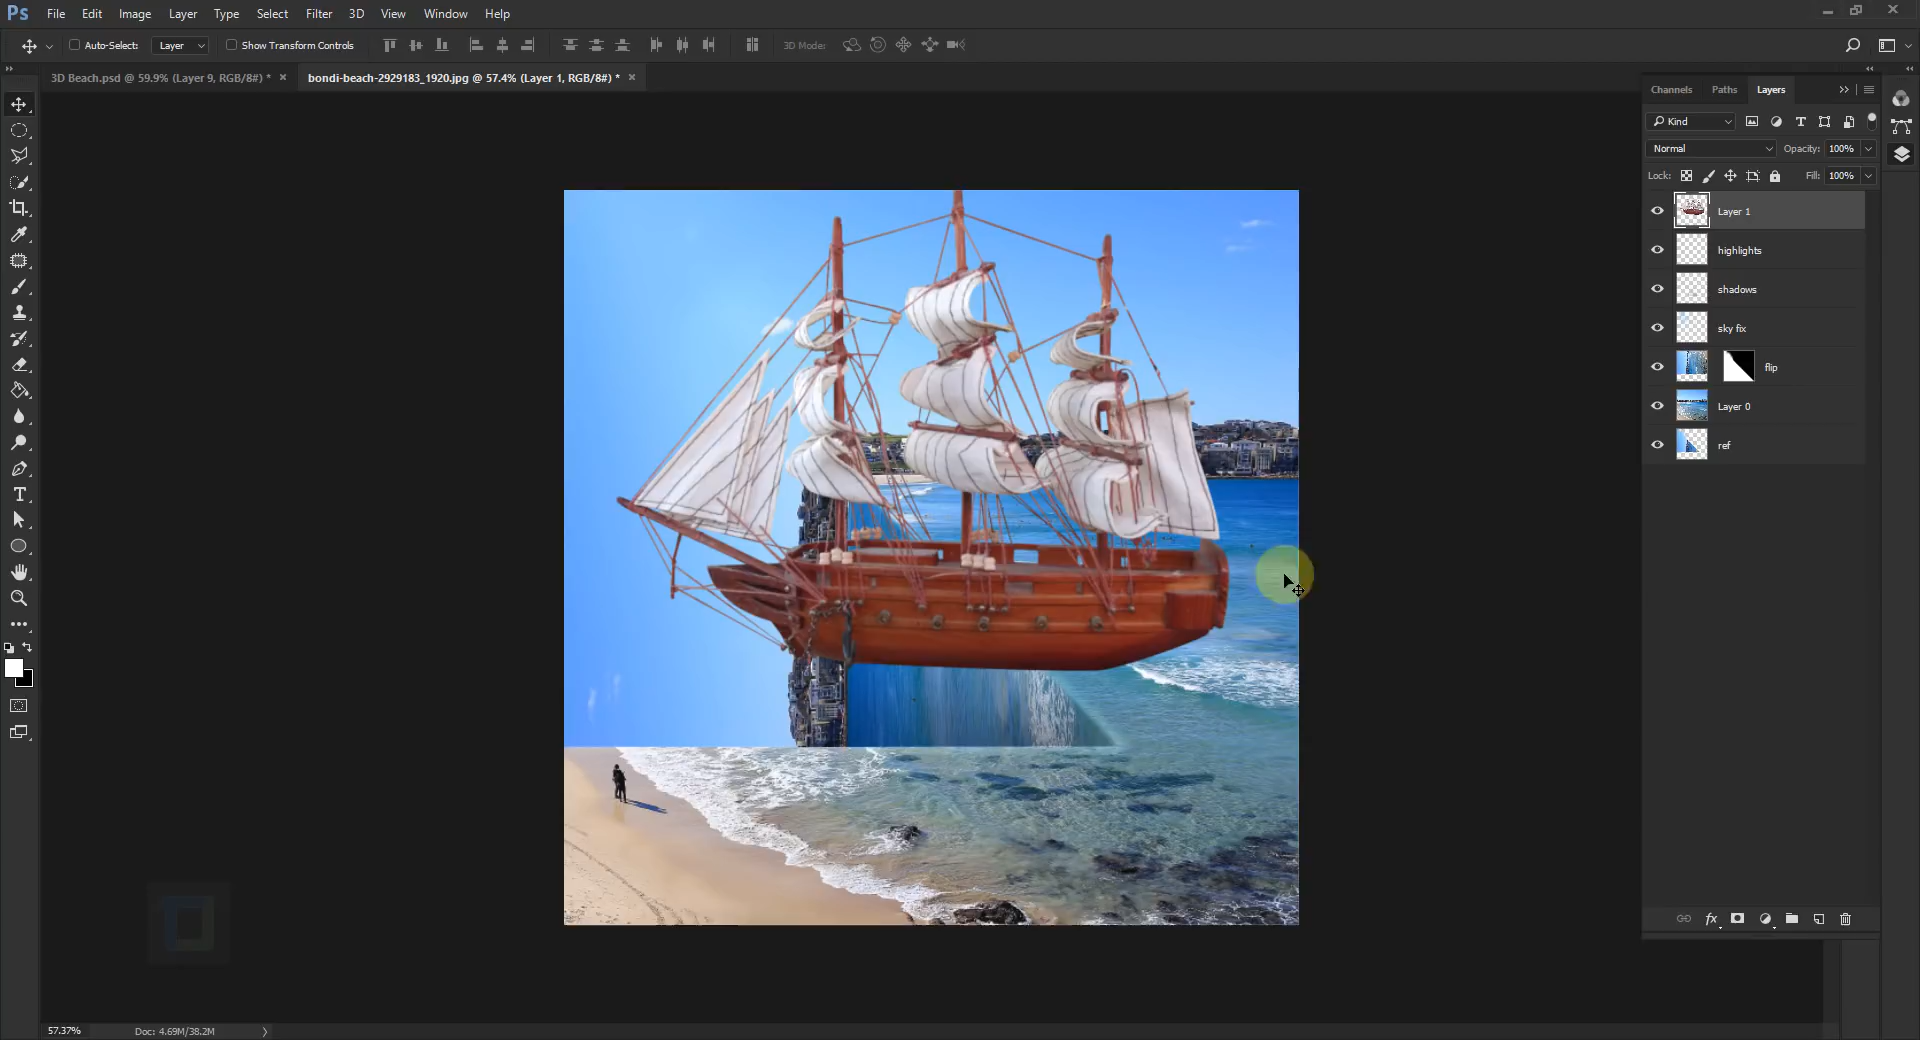 Ps File Edit Image Layer Type Select Filter 3D View Window Help
Auto-Select: Layer Show Transform Controls 3D Mode:
3D Beach.psd @ 59.9% (Layer 9, RGB/8#) * × bondi-beach-2929183_1920.jpg @ 57.4% (Layer 1, RGB/8#) * ×
Channels Paths Layers
Kind
Normal Opacity: 100%
Lock: Fill: 100%
Layer 1
highlights
shadows
sky fix
flip
Layer 0
ref
fx
57.37% Doc: 4.69M/38.2M